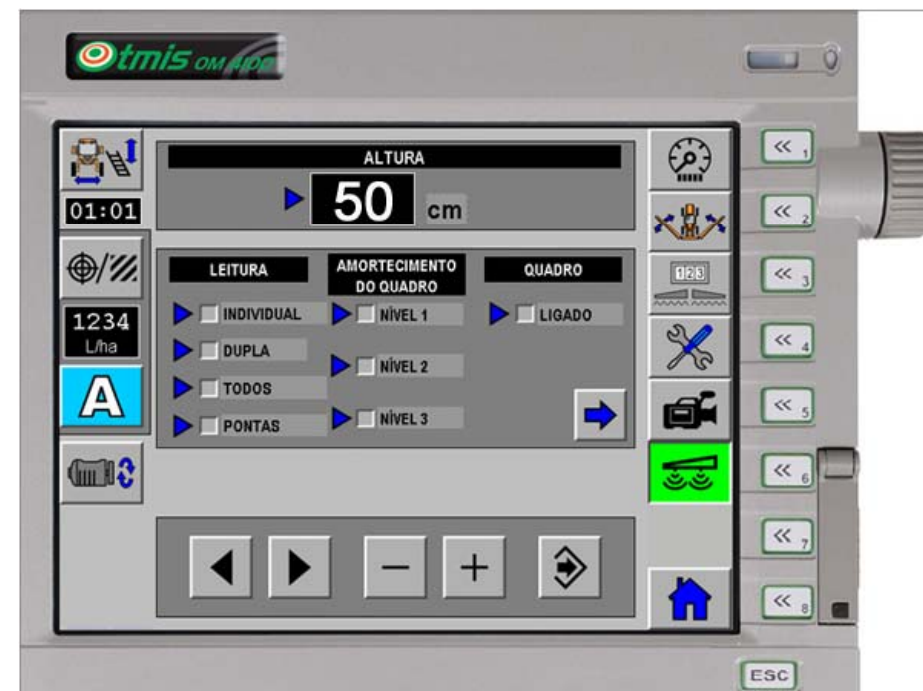 Otmis OM 4100
ALTURA
50 cm
01:01
LEITURA
AMORTECIMENTO
DO QUADRO
QUADRO
INDIVIDUAL
NÍVEL 1
LIGADO
DUPLA
NÍVEL 2
TODOS
PONTAS
NÍVEL 3
1234
L/ha
A
123
<< 1
<< 2
<< 3
<< 4
<< 5
<< 6
<< 7
<< 8
ESC